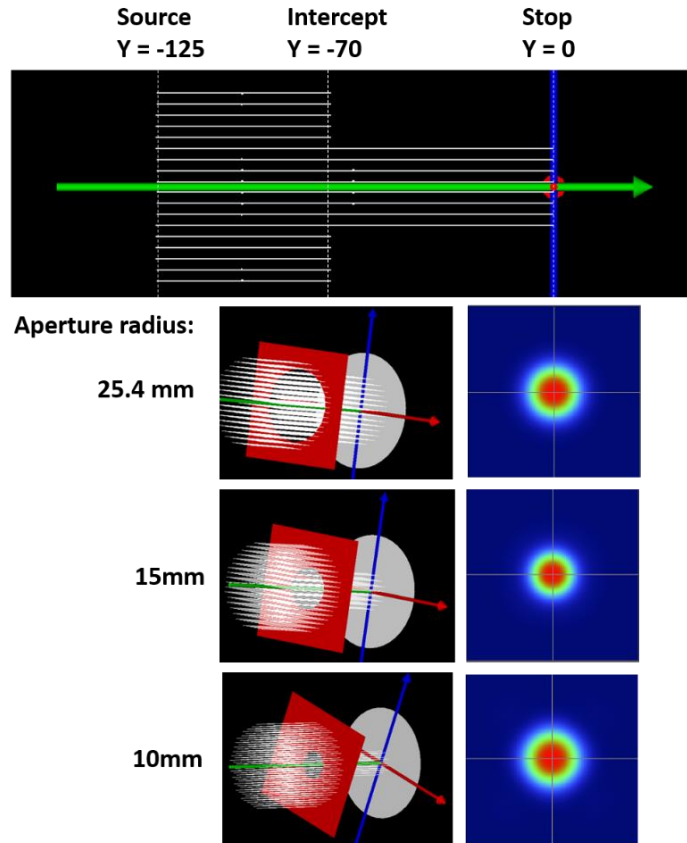 Source Intercept Stop
Y = -125 Y = -70 Y = 0
Aperture radius:
25.4 mm
15mm
10mm